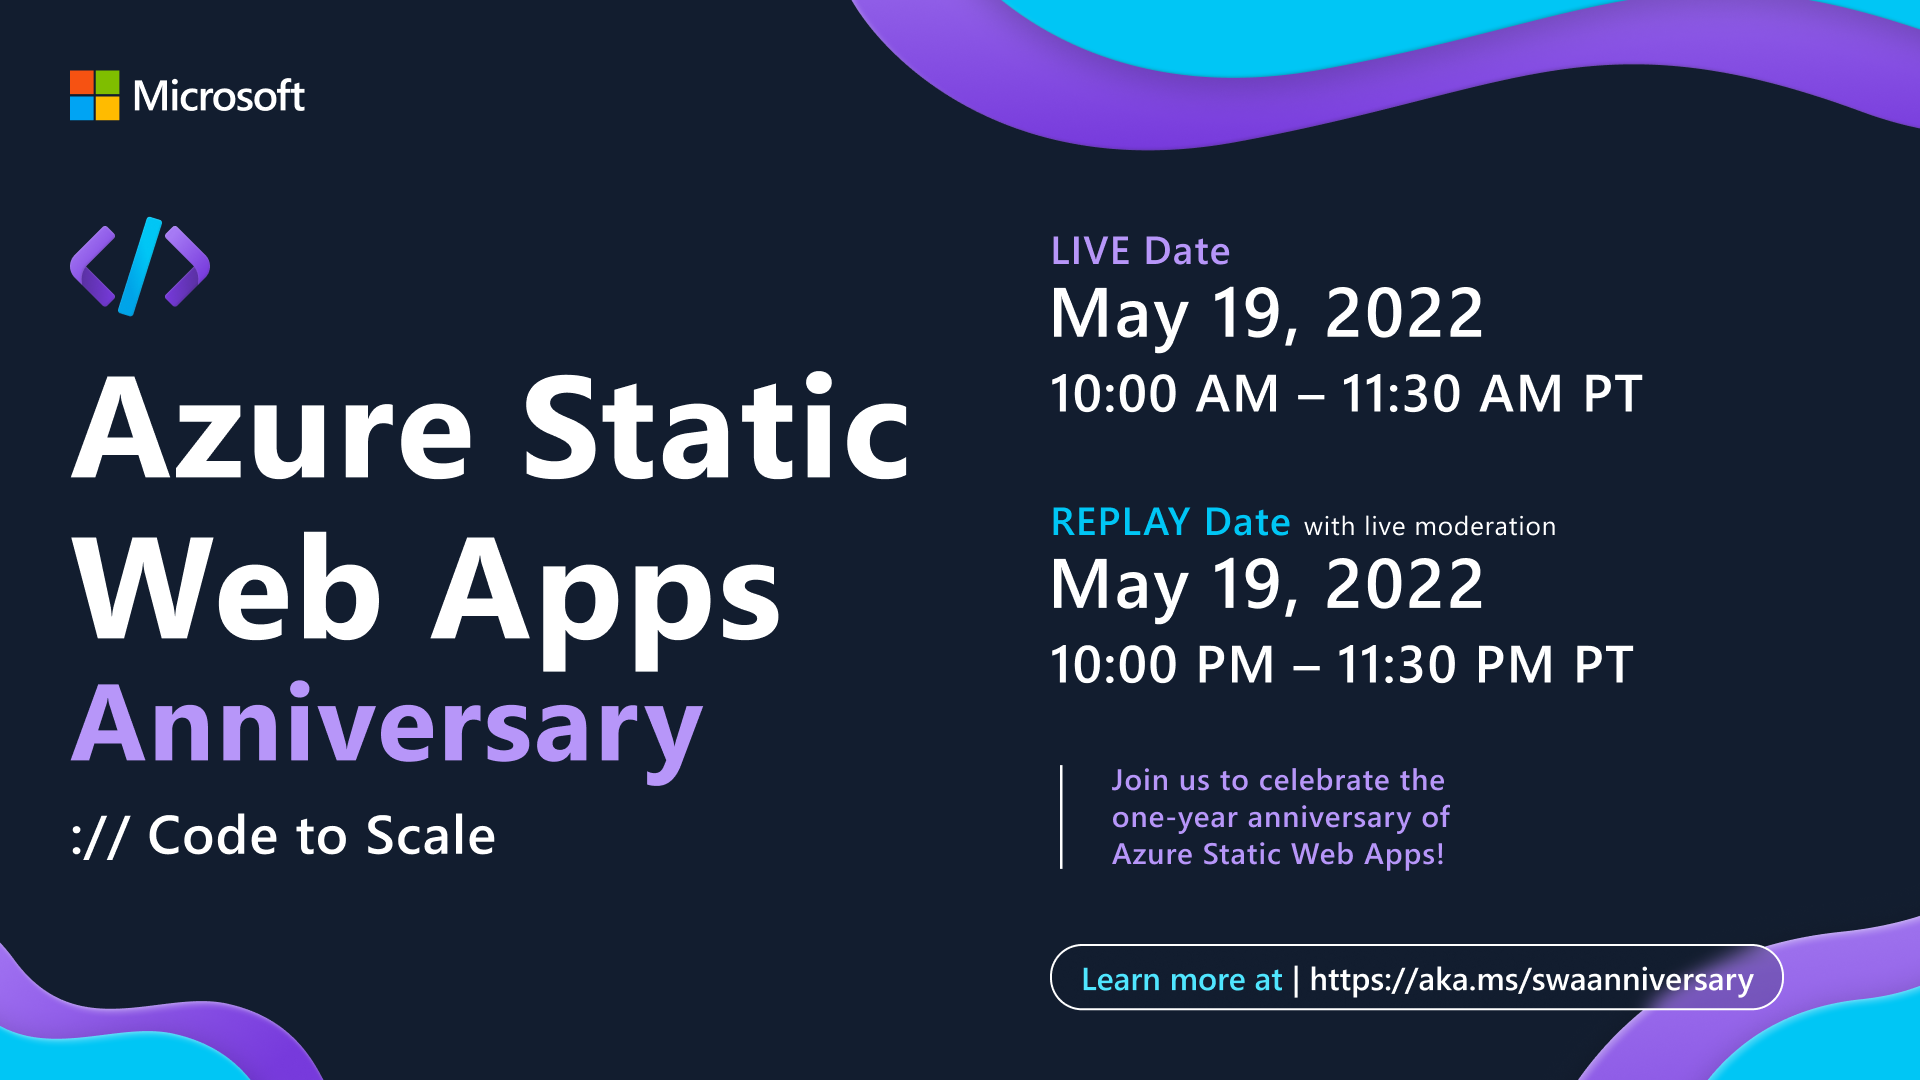 Microsoft
Azure Static
Web Apps
Anniversary
:// Code to Scale
LIVE Date
May 19, 2022
10:00 AM – 11:30 AM PT
REPLAY Date with live moderation
May 19, 2022
10:00 PM – 11:30 PM PT
Join us to celebrate the
one-year anniversary of
Azure Static Web Apps!
Learn more at | https://aka.ms/swaanniversary